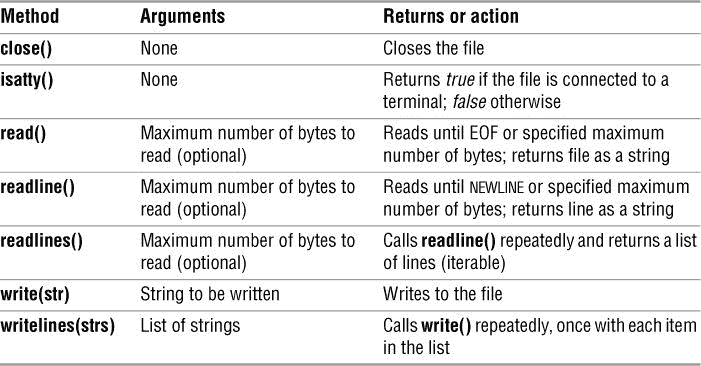 Method Arguments Returns or action
close() None Closes the file
isatty() None Returns true if the file is connected to a
terminal; false otherwise
read() Maximum number of bytes to Reads until EOF or specified maximum
read (optional) number of bytes; returns file as a string
readline() Maximum number of bytes to Reads until NEWLINE or specified maximum
read (optional) number of bytes; returns line as a string
readlines() Maximum number of bytes to Calls readline() repeatedly and returns a list
read (optional) of lines (iterable)
write(str) String to be written Writes to the file
writelines(strs) List of strings Calls write() repeatedly, once with each item
in the list